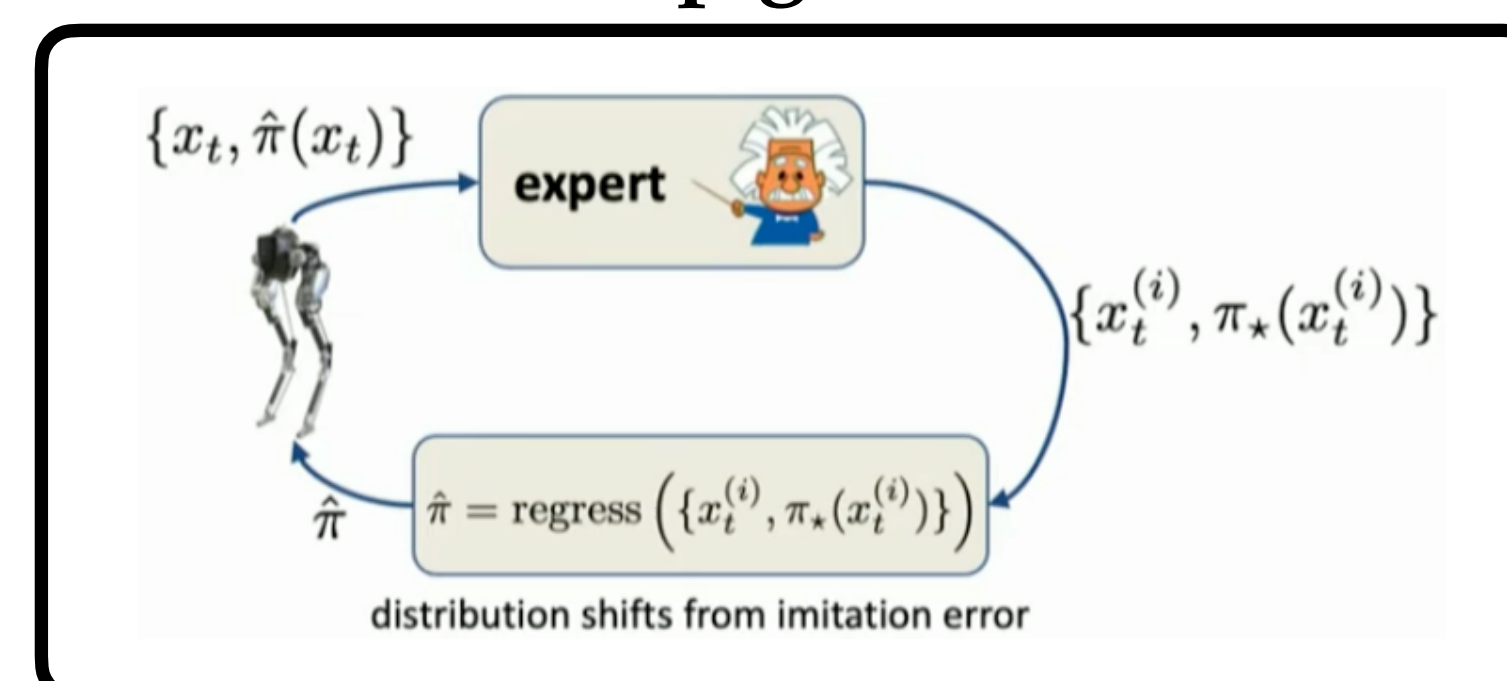 {x_t, π̂(x_t)}
expert
{x_t^{(i)}, π_⋆(x_t^{(i)})}
π̂ = regress ({x_t^{(i)}, π_⋆(x_t^{(i)})})
π̂
distribution shifts from imitation error